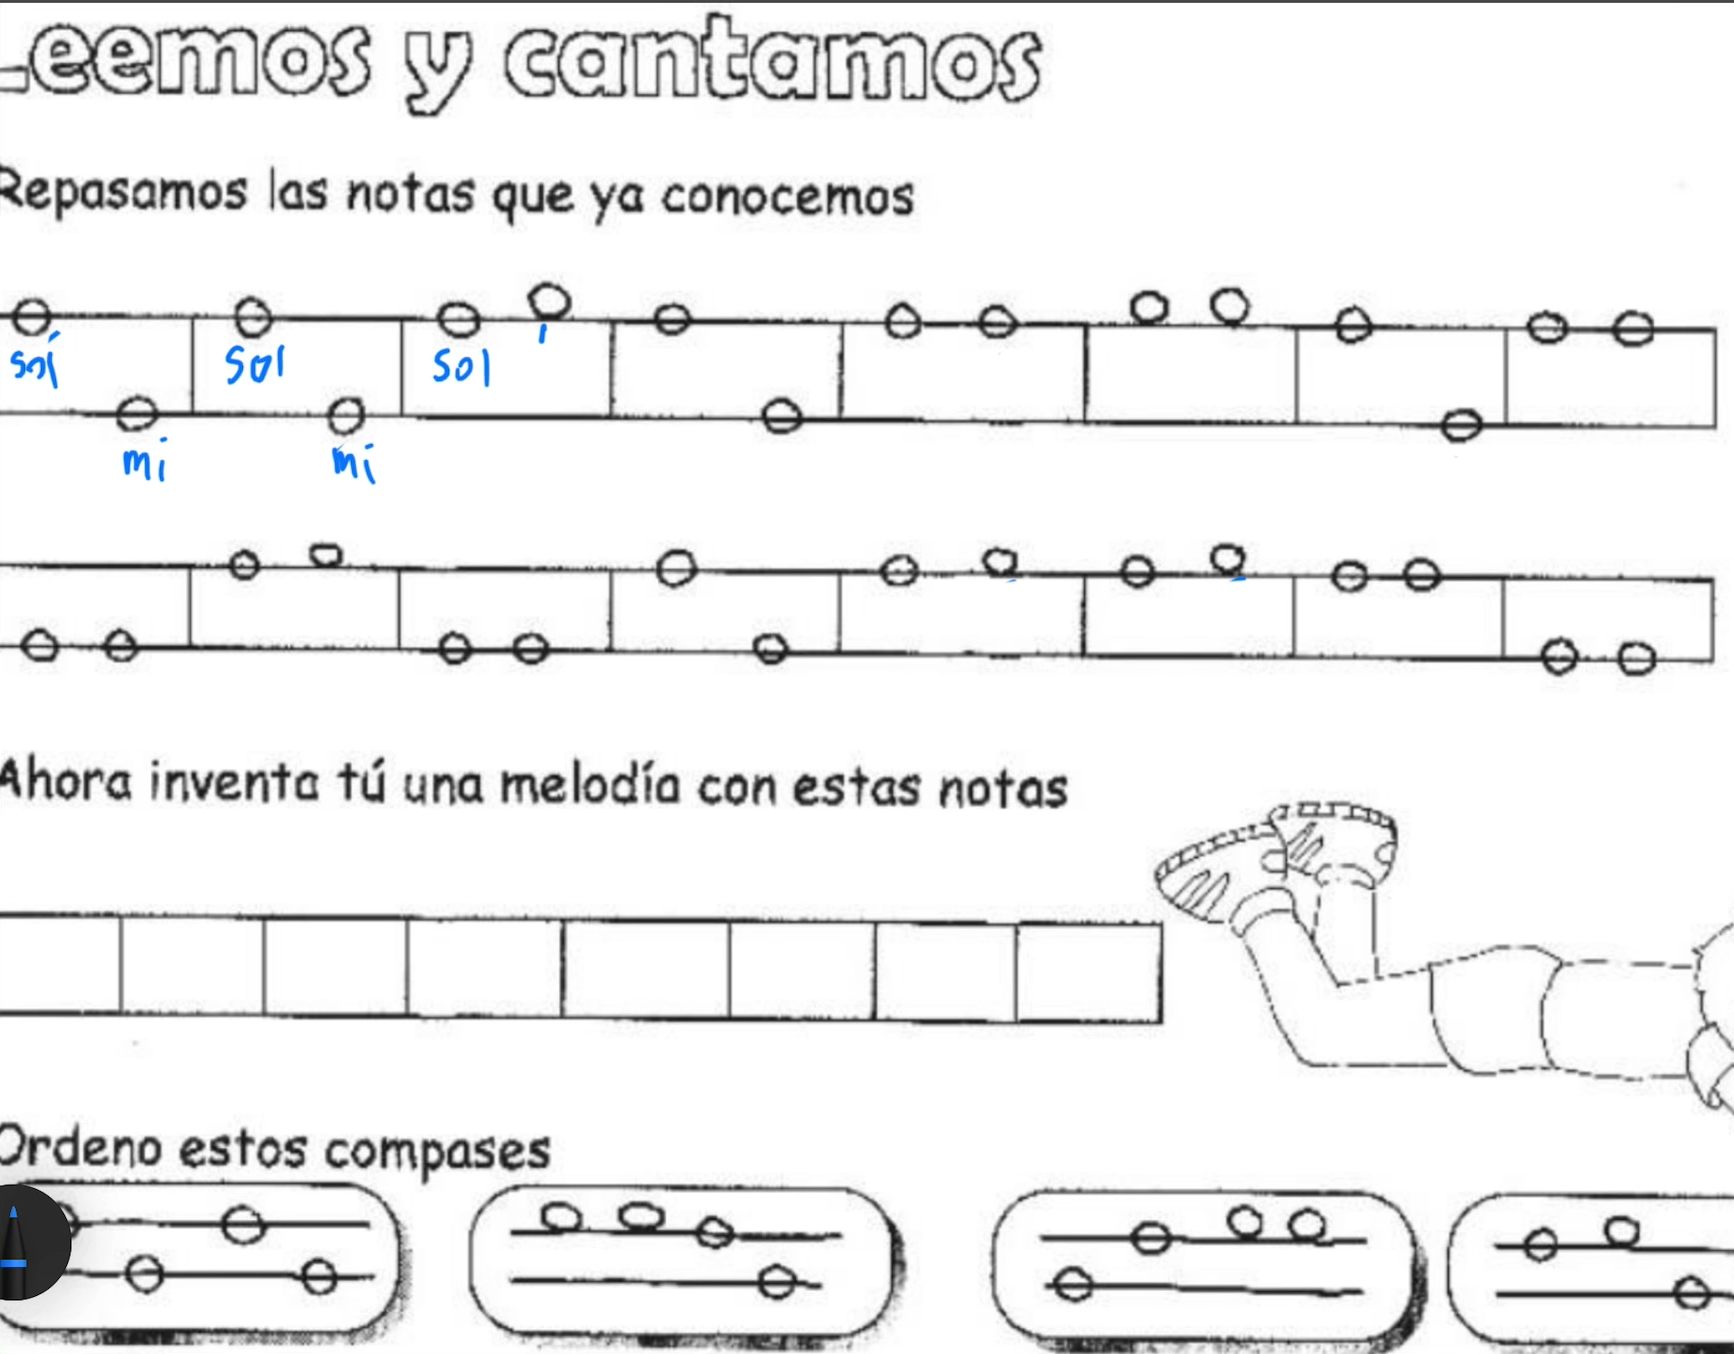 Leemos y cantamos
Repasamos las notas que ya conocemos
sol sol sol
mi mi
Ahora inventa tú una melodía con estas notas
Ordeno estos compases